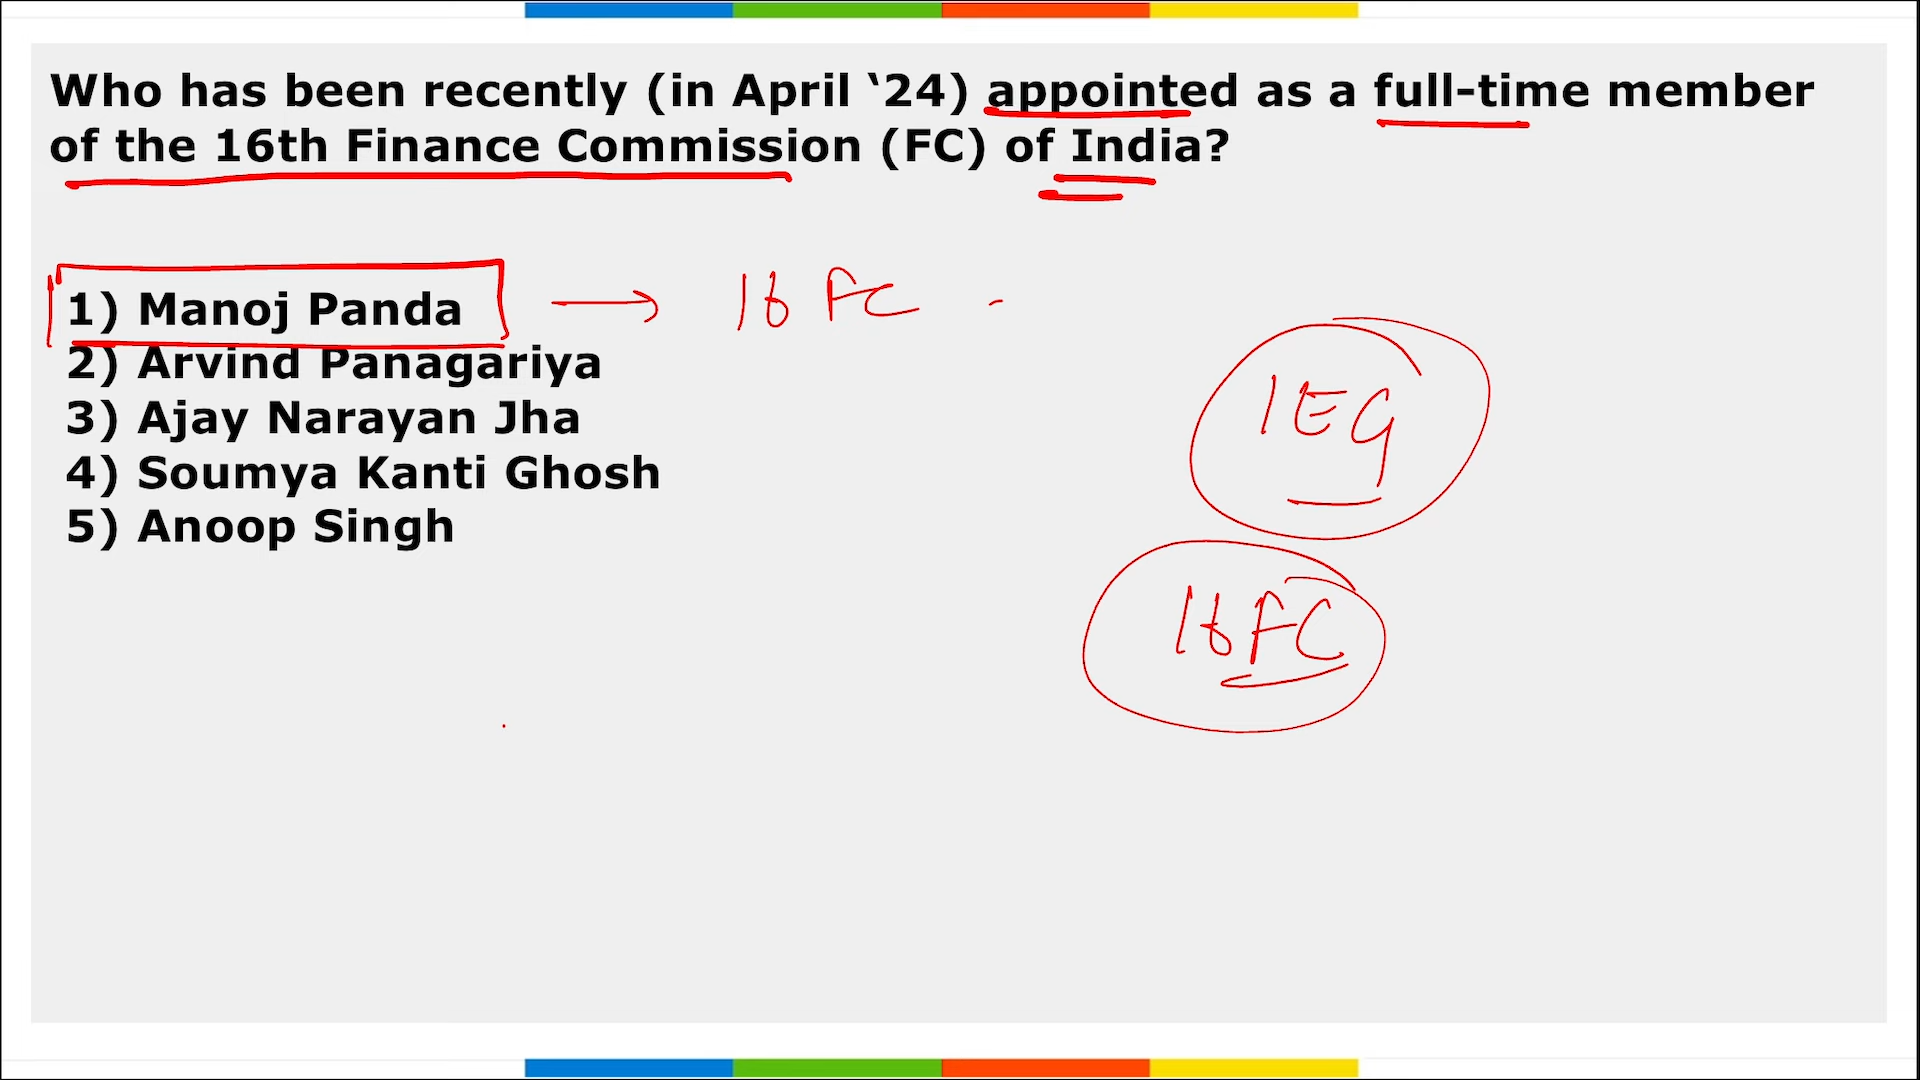 Who has been recently (in April ‘24) appointed as a full-time member
of the 16th Finance Commission (FC) of India?
1) Manoj Panda
16 FC
2) Arvind Panagariya
3) Ajay Narayan Jha
4) Soumya Kanti Ghosh
5) Anoop Singh
IEG
16FC